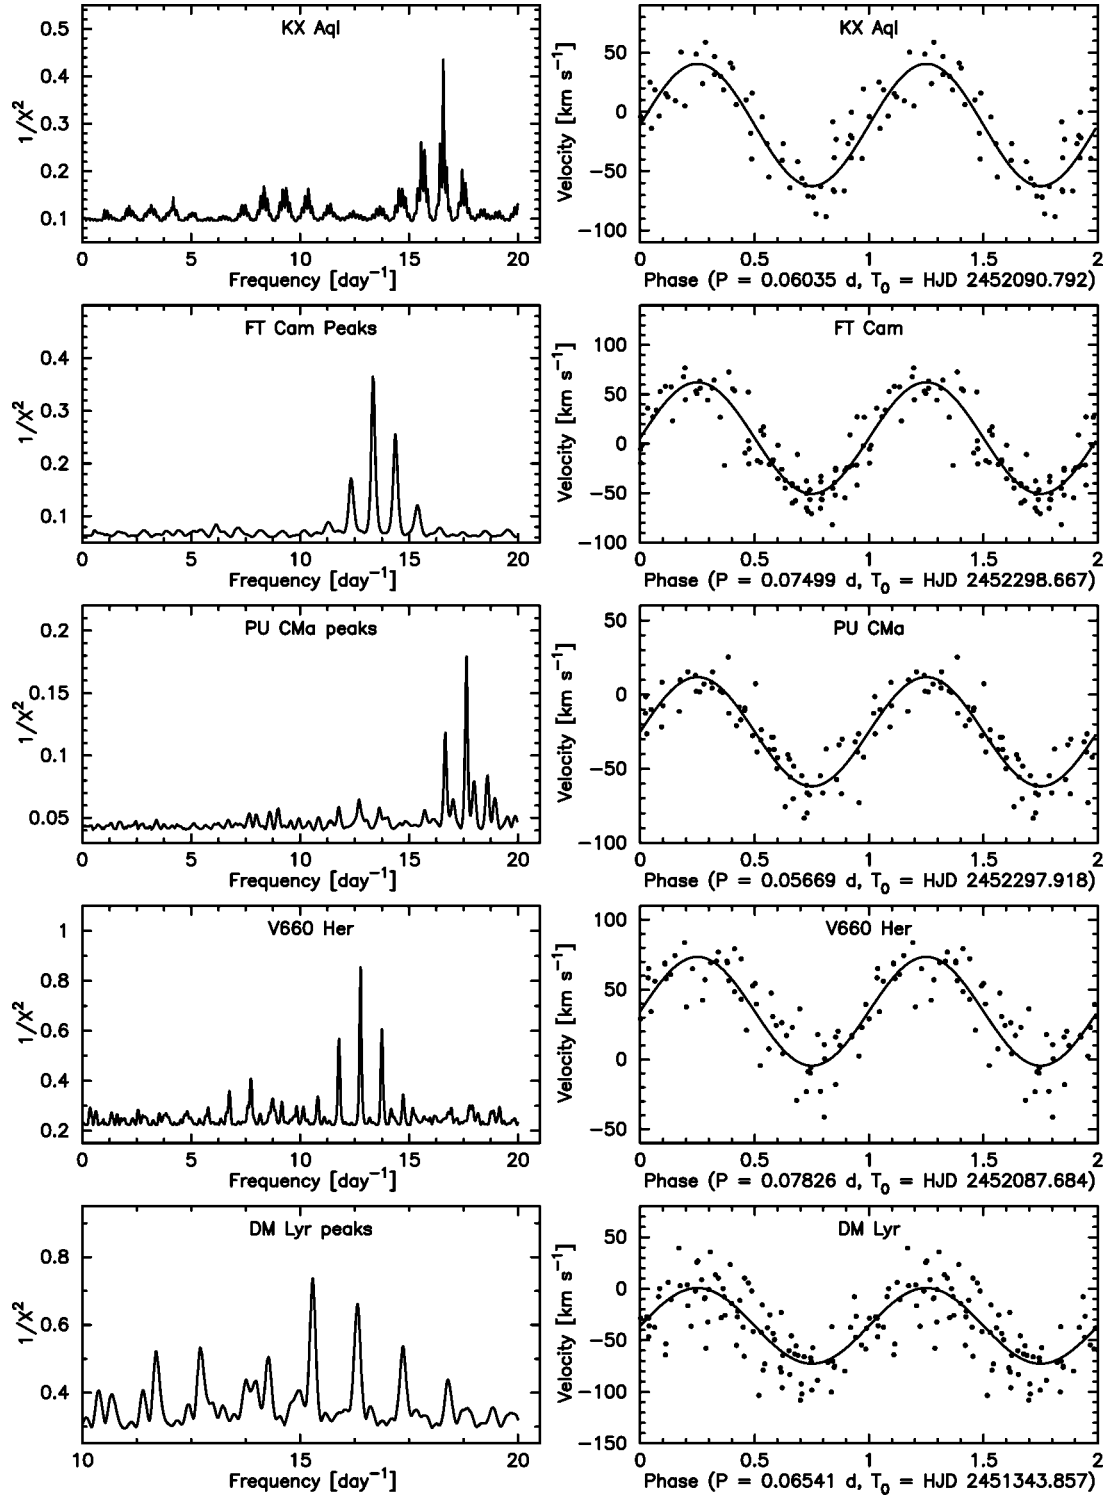 KX Aql
0.5
0.4
0.3
0.2
0.1
1/χ²
0 5 10 15 20
Frequency [day⁻¹]
KX Aql
50
0
−50
−100
Velocity [km s⁻¹]
0 0.5 1 1.5 2
Phase (P = 0.06035 d, T₀ = HJD 2452090.792)
FT Cam Peaks
0.4
0.3
0.2
0.1
1/χ²
0 5 10 15 20
Frequency [day⁻¹]
FT Cam
100
50
0
−50
−100
Velocity [km s⁻¹]
0 0.5 1 1.5 2
Phase (P = 0.07499 d, T₀ = HJD 2452298.667)
PU CMa peaks
0.2
0.15
0.1
0.05
1/χ²
0 5 10 15 20
Frequency [day⁻¹]
PU CMa
50
0
−50
−100
Velocity [km s⁻¹]
0 0.5 1 1.5 2
Phase (P = 0.05669 d, T₀ = HJD 2452297.918)
V660 Her
1
0.8
0.6
0.4
0.2
1/χ²
0 5 10 15 20
Frequency [day⁻¹]
V660 Her
100
50
0
−50
Velocity [km s⁻¹]
0 0.5 1 1.5 2
Phase (P = 0.07826 d, T₀ = HJD 2452087.684)
DM Lyr peaks
0.8
0.6
0.4
1/χ²
10 15 20
Frequency [day⁻¹]
DM Lyr
50
0
−50
−100
−150
Velocity [km s⁻¹]
0 0.5 1 1.5 2
Phase (P = 0.06541 d, T₀ = HJD 2451343.857)